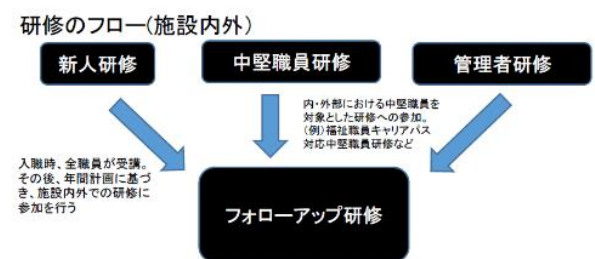 研修のフロー(施設内外)
新人研修
中堅職員研修
管理者研修
内・外部における中堅職員を
対象とした研修への参加。
(例)福祉職員キャリアパス
対応中堅職員研修など
入職時、全職員が受講。
その後、年間計画に基づ
き、施設内外での研修に
参加を行う
フォローアップ研修